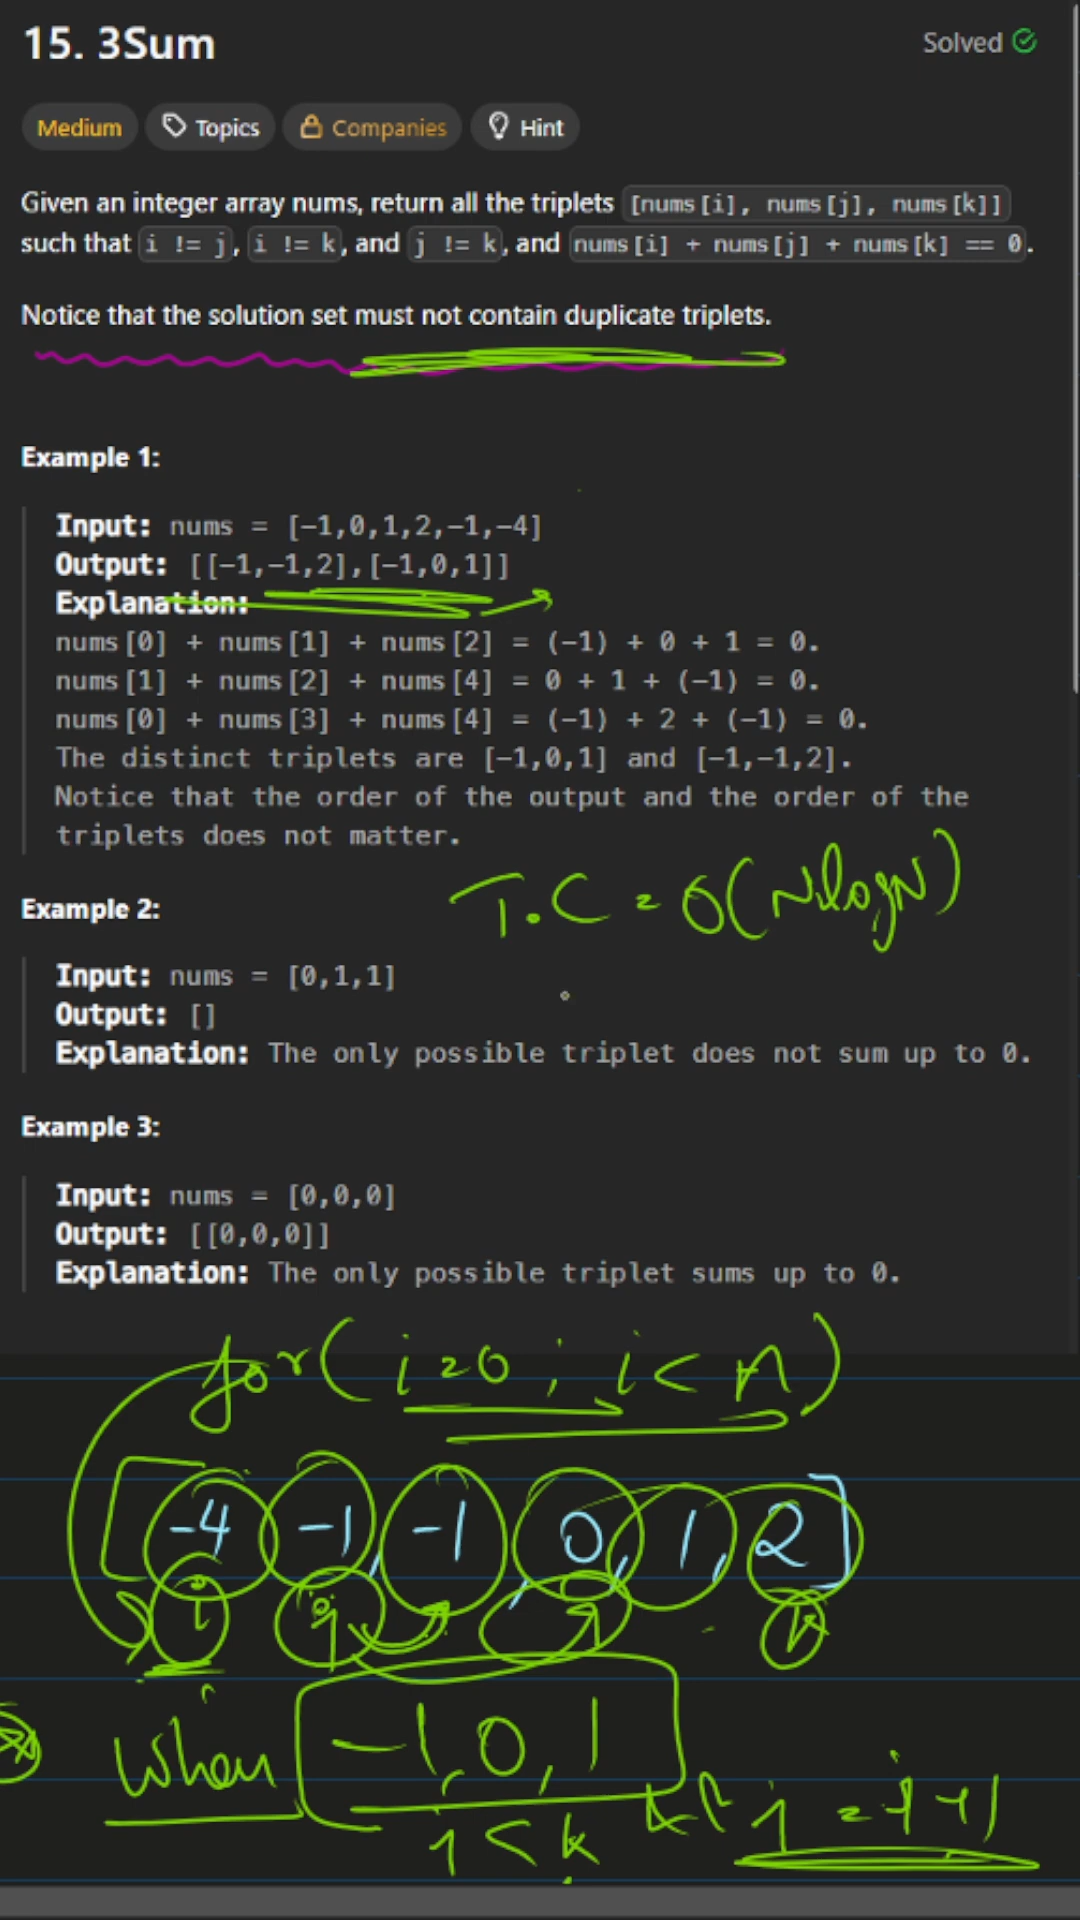 15. 3Sum
Solved
Medium Topics Companies Hint
Given an integer array nums, return all the triplets [nums[i], nums[j], nums[k]]
such that i != j, i != k, and j != k, and nums[i] + nums[j] + nums[k] == 0.
Notice that the solution set must not contain duplicate triplets.
Example 1:
Input: nums = [-1,0,1,2,-1,-4]
Output: [[-1,-1,2],[-1,0,1]]
Explanation:
nums[0] + nums[1] + nums[2] = (-1) + 0 + 1 = 0.
nums[1] + nums[2] + nums[4] = 0 + 1 + (-1) = 0.
nums[0] + nums[3] + nums[4] = (-1) + 2 + (-1) = 0.
The distinct triplets are [-1,0,1] and [-1,-1,2].
Notice that the order of the output and the order of the
triplets does not matter.
T.C = O(NlogN)
Example 2:
Input: nums = [0,1,1]
Output: []
Explanation: The only possible triplet does not sum up to 0.
Example 3:
Input: nums = [0,0,0]
Output: [[0,0,0]]
Explanation: The only possible triplet sums up to 0.
for(i=0; i<n)
[-4 -1, -1, 0, 1, 2]
i j k
when -1, 0, 1
j < k j = j+1